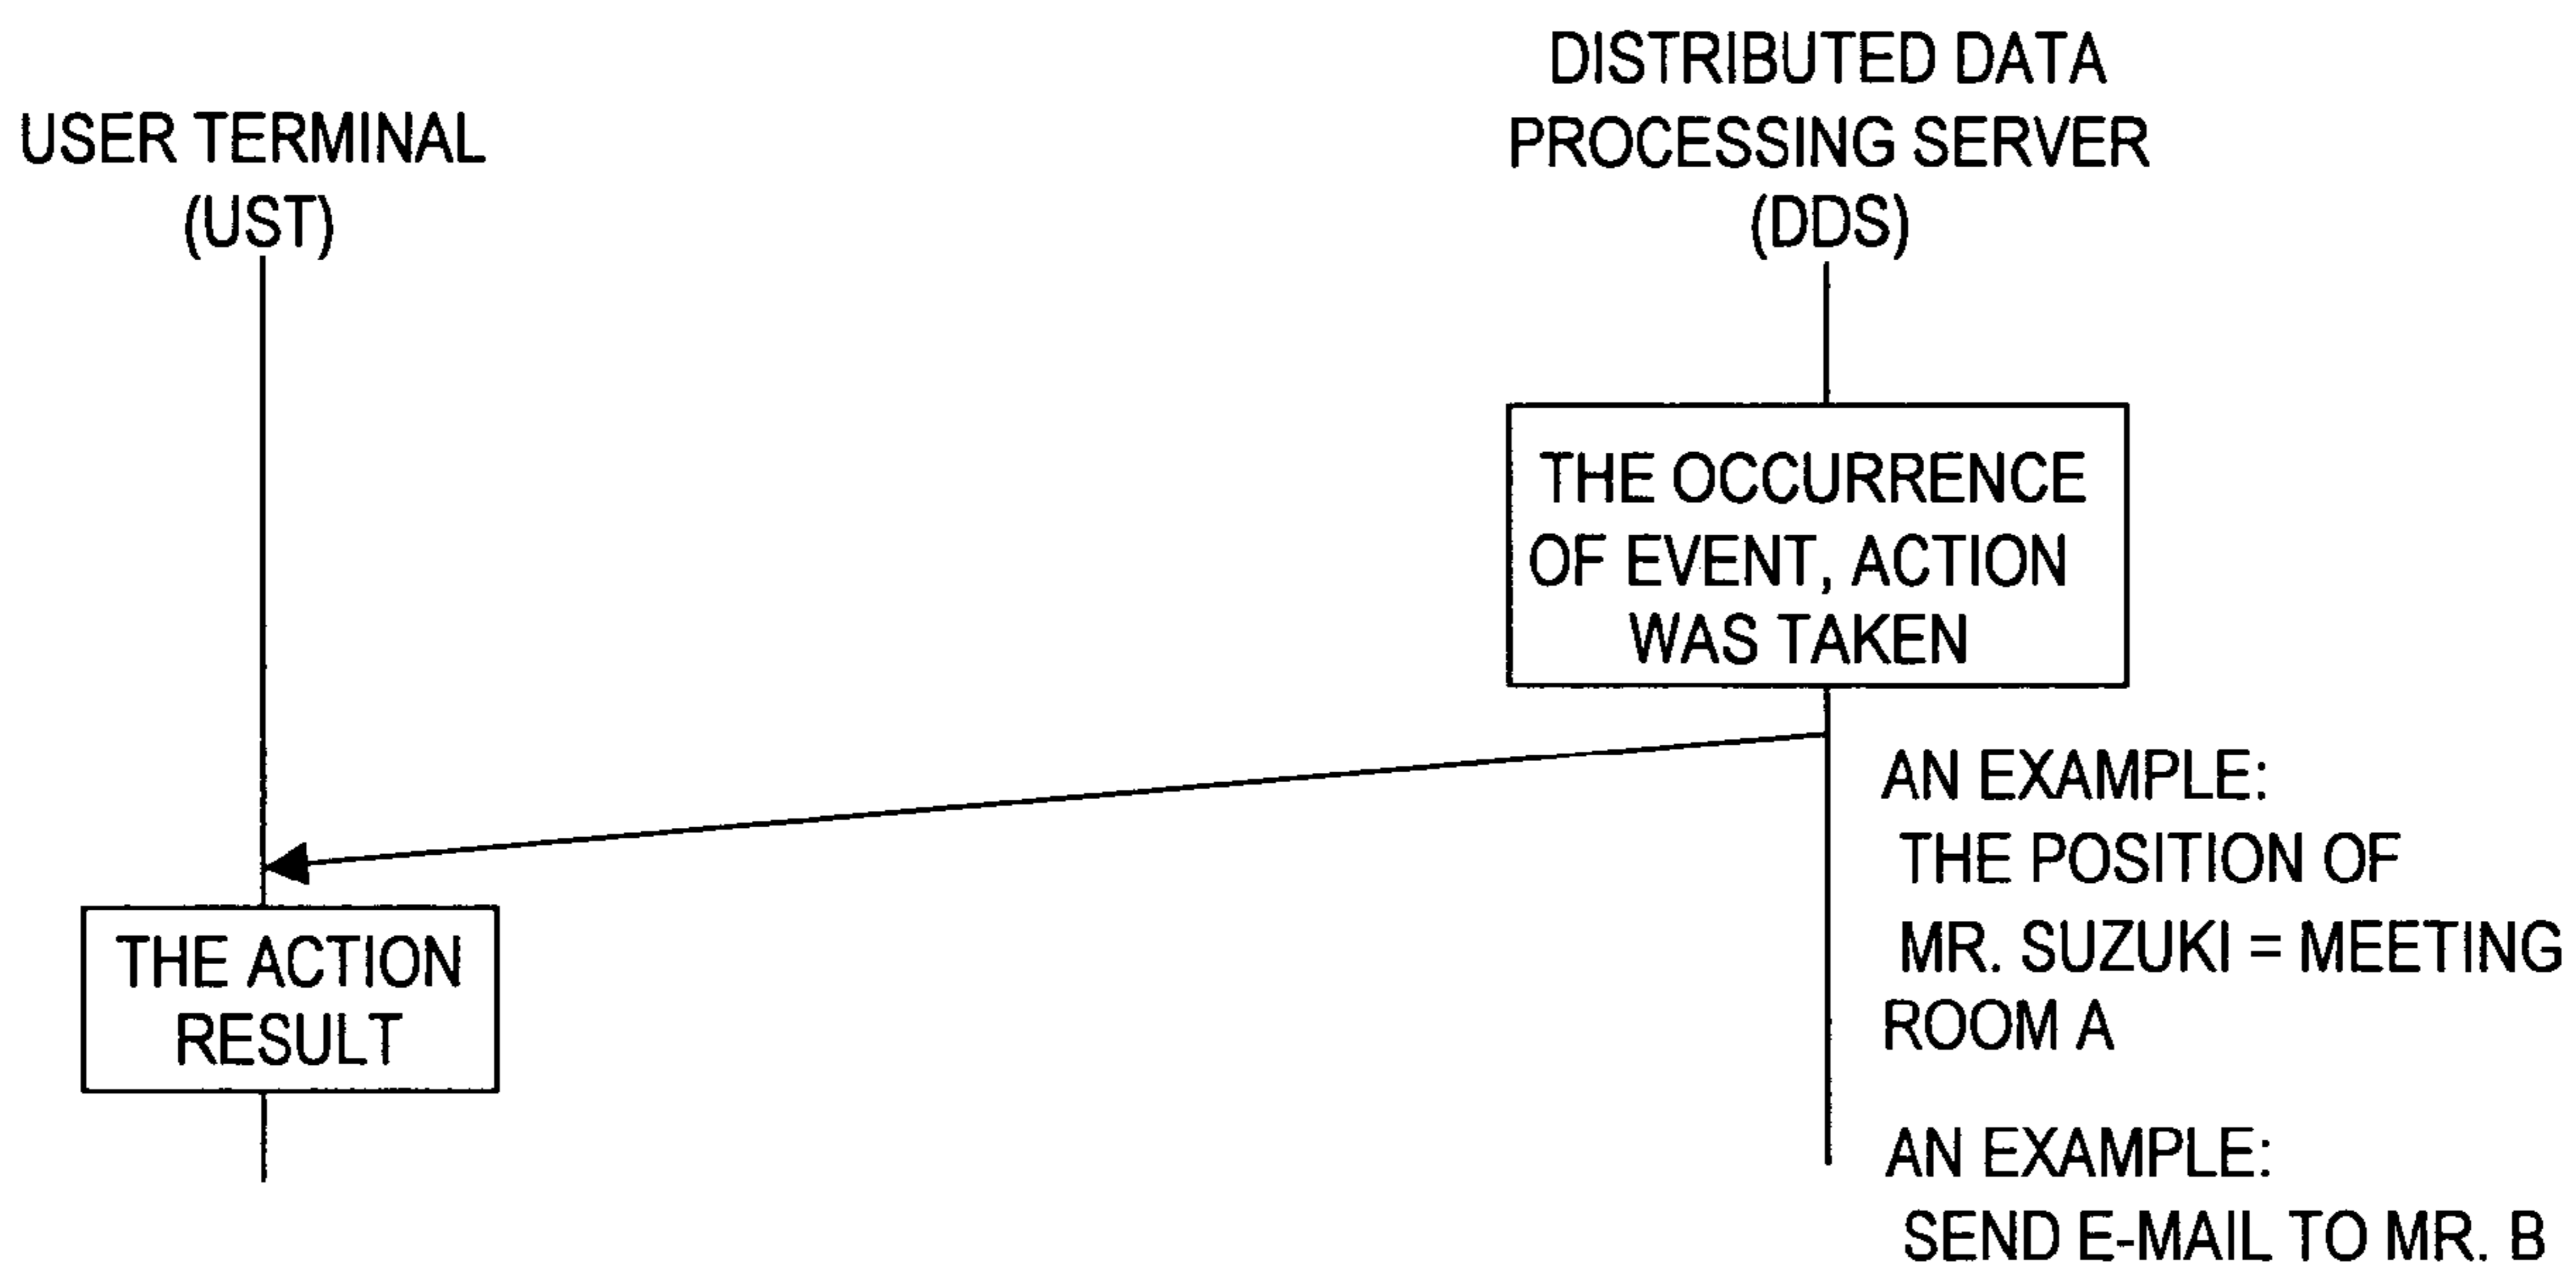 USER TERMINAL
(UST)
DISTRIBUTED DATA
PROCESSING SERVER
(DDS)
THE OCCURRENCE
OF EVENT, ACTION
WAS TAKEN
AN EXAMPLE:
THE POSITION OF
MR. SUZUKI = MEETING
ROOM A
THE ACTION
RESULT
AN EXAMPLE:
SEND E-MAIL TO MR. B